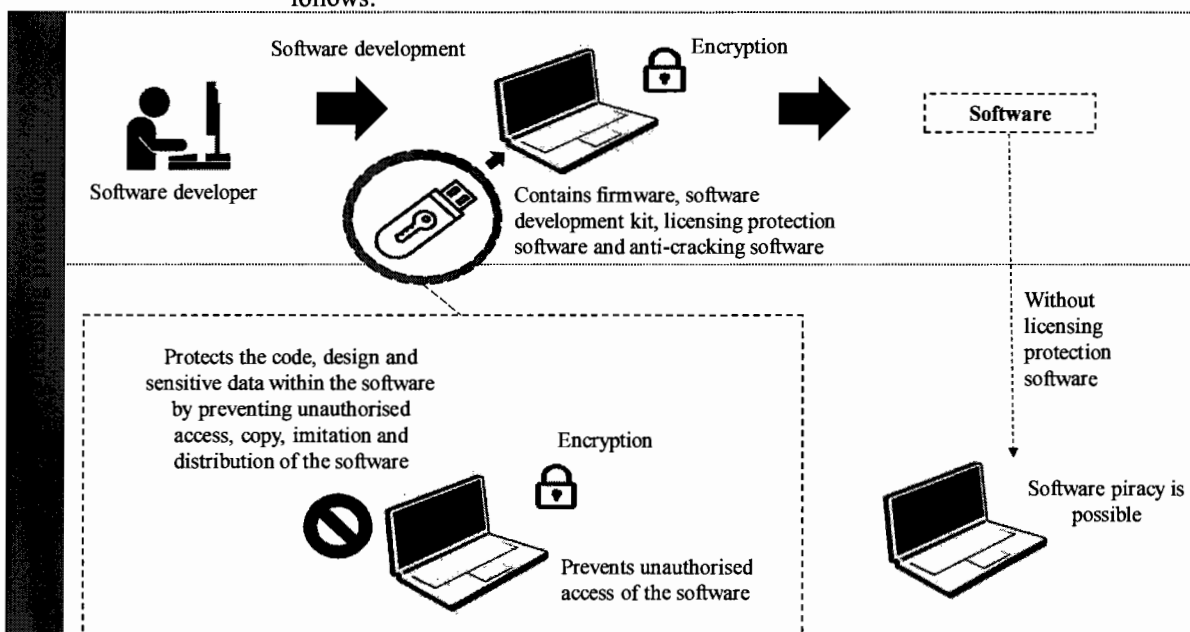 follows:
Software development
Encryption
Software
Software developer
Contains firmware, software
development kit, licensing protection
software and anti-cracking software
Without
licensing
protection
software
Protects the code, design and
sensitive data within the software
by preventing unauthorised
access, copy, imitation and
distribution of the software
Encryption
Prevents unauthorised
access of the software
Software piracy is
possible